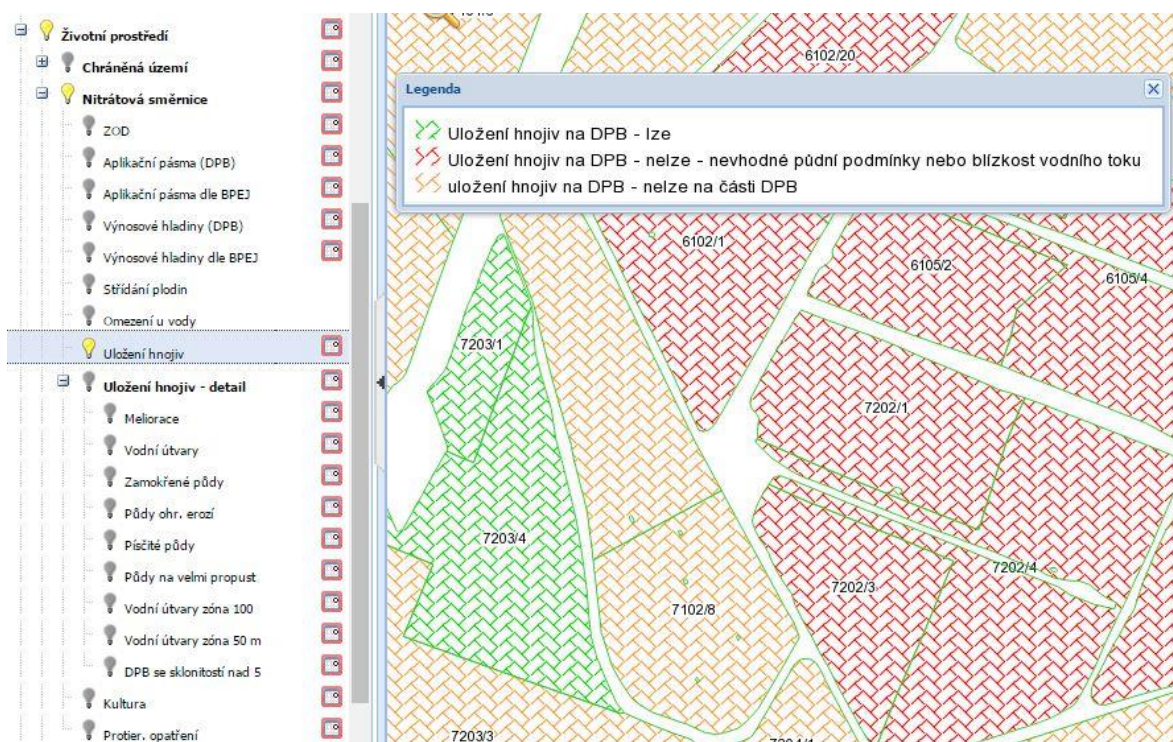 Životní prostředí
Chráněná území
Nitrátová směrnice
ZOD
Aplikační pásma (DPB)
Aplikační pásma dle BPEJ
Výnosové hladiny (DPB)
Výnosové hladiny dle BPEJ
Střídání plodin
Omezení u vody
Uložení hnojiv
Uložení hnojiv - detail
Meliorace
Vodní útvary
Zamokřené půdy
Půdy ohr. erozí
Písčité půdy
Půdy na velmi propust
Vodní útvary zóna 100
Vodní útvary zóna 50 m
DPB se sklonitostí nad 5
Kultura
Protier. opatření
6102/20
Legenda
Uložení hnojiv na DPB - lze
Uložení hnojiv na DPB - nelze - nevhodné půdní podmínky nebo blízkost vodního toku
uložení hnojiv na DPB - nelze na části DPB
6102/1
6105/2
6105/4
7203/1
7202/1
7203/4
7202/4
7202/3
7102/8
7203/3